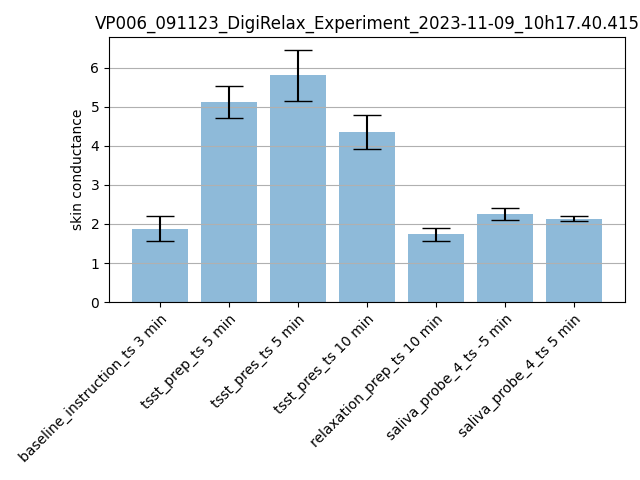 VP006_091123_DigiRelax_Experiment_2023-11-09_10h17.40.415
6
5
4
3
2
1
0
skin conductance
baseline_instruction_ts 3 min
tsst_prep_ts 5 min
tsst_pres_ts 5 min
tsst_pres_ts 10 min
relaxation_prep_ts 10 min
saliva_probe_4_ts -5 min
saliva_probe_4_ts 5 min